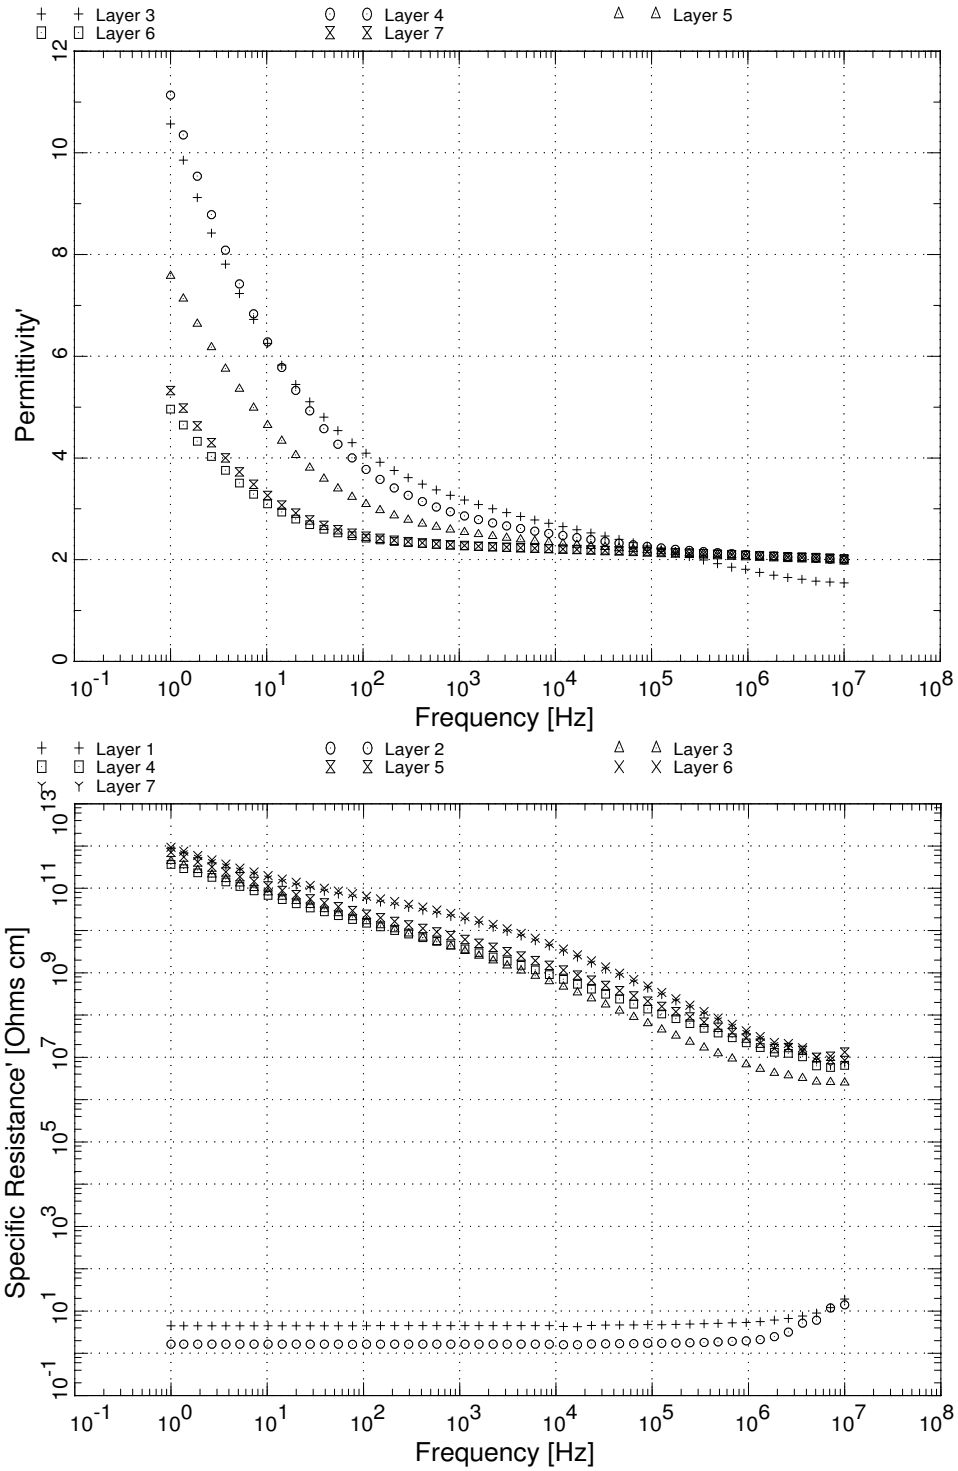 Layer 3 Layer 4 Layer 5
Layer 6 Layer 7
12
10
8
6
4
2
0
Permittivity'
10^-1 10^0 10^1 10^2 10^3 10^4 10^5 10^6 10^7 10^8
Frequency [Hz]
Layer 1 Layer 2 Layer 3
Layer 4 Layer 5 Layer 6
Layer 7
10^13
10^11
10^9
10^7
10^5
10^3
10^1
10^-1
Specific Resistance' [Ohms cm]
10^-1 10^0 10^1 10^2 10^3 10^4 10^5 10^6 10^7 10^8
Frequency [Hz]